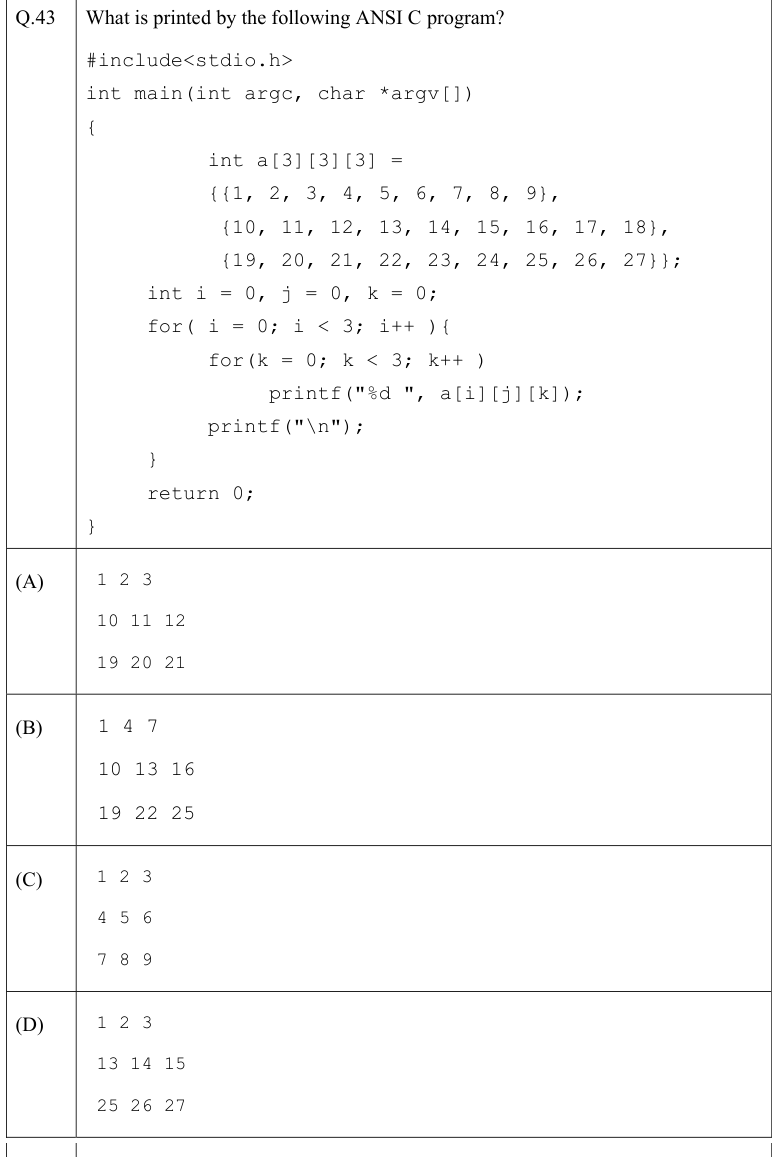 Q.43 What is printed by the following ANSI C program?
#include<stdio.h>
int main(int argc, char *argv[])
{
int a[3][3][3] =
{{1, 2, 3, 4, 5, 6, 7, 8, 9},
{10, 11, 12, 13, 14, 15, 16, 17, 18},
{19, 20, 21, 22, 23, 24, 25, 26, 27}};
int i = 0, j = 0, k = 0;
for( i = 0; i < 3; i++ ){
for(k = 0; k < 3; k++ )
printf("%d ", a[i][j][k]);
printf("\n");
}
return 0;
}
(A) 1 2 3
10 11 12
19 20 21
(B) 1 4 7
10 13 16
19 22 25
(C) 1 2 3
4 5 6
7 8 9
(D) 1 2 3
13 14 15
25 26 27